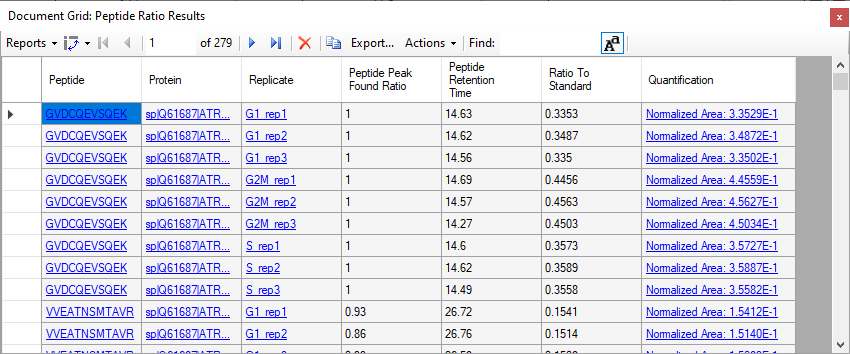 Document Grid: Peptide Ratio Results
Reports 1 of 279 Export... Actions Find: Aa
Peptide Protein Replicate Peptide Peak Found Ratio Peptide Retention Time Ratio To Standard Quantification
GVDCQEVSQEK sp|Q61687|ATR... G1_rep1 1 14.63 0.3353 Normalized Area: 3.3529E-1
GVDCQEVSQEK sp|Q61687|ATR... G1_rep2 1 14.62 0.3487 Normalized Area: 3.4872E-1
GVDCQEVSQEK sp|Q61687|ATR... G1_rep3 1 14.56 0.335 Normalized Area: 3.3502E-1
GVDCQEVSQEK sp|Q61687|ATR... G2M_rep1 1 14.69 0.4456 Normalized Area: 4.4559E-1
GVDCQEVSQEK sp|Q61687|ATR... G2M_rep2 1 14.57 0.4563 Normalized Area: 4.5627E-1
GVDCQEVSQEK sp|Q61687|ATR... G2M_rep3 1 14.27 0.4503 Normalized Area: 4.5034E-1
GVDCQEVSQEK sp|Q61687|ATR... S_rep1 1 14.6 0.3573 Normalized Area: 3.5727E-1
GVDCQEVSQEK sp|Q61687|ATR... S_rep2 1 14.62 0.3589 Normalized Area: 3.5887E-1
GVDCQEVSQEK sp|Q61687|ATR... S_rep3 1 14.49 0.3558 Normalized Area: 3.5582E-1
VVEATNSMTAVR sp|Q61687|ATR... G1_rep1 0.93 26.72 0.1541 Normalized Area: 1.5412E-1
VVEATNSMTAVR sp|Q61687|ATR... G1_rep2 0.86 26.76 0.1514 Normalized Area: 1.5140E-1